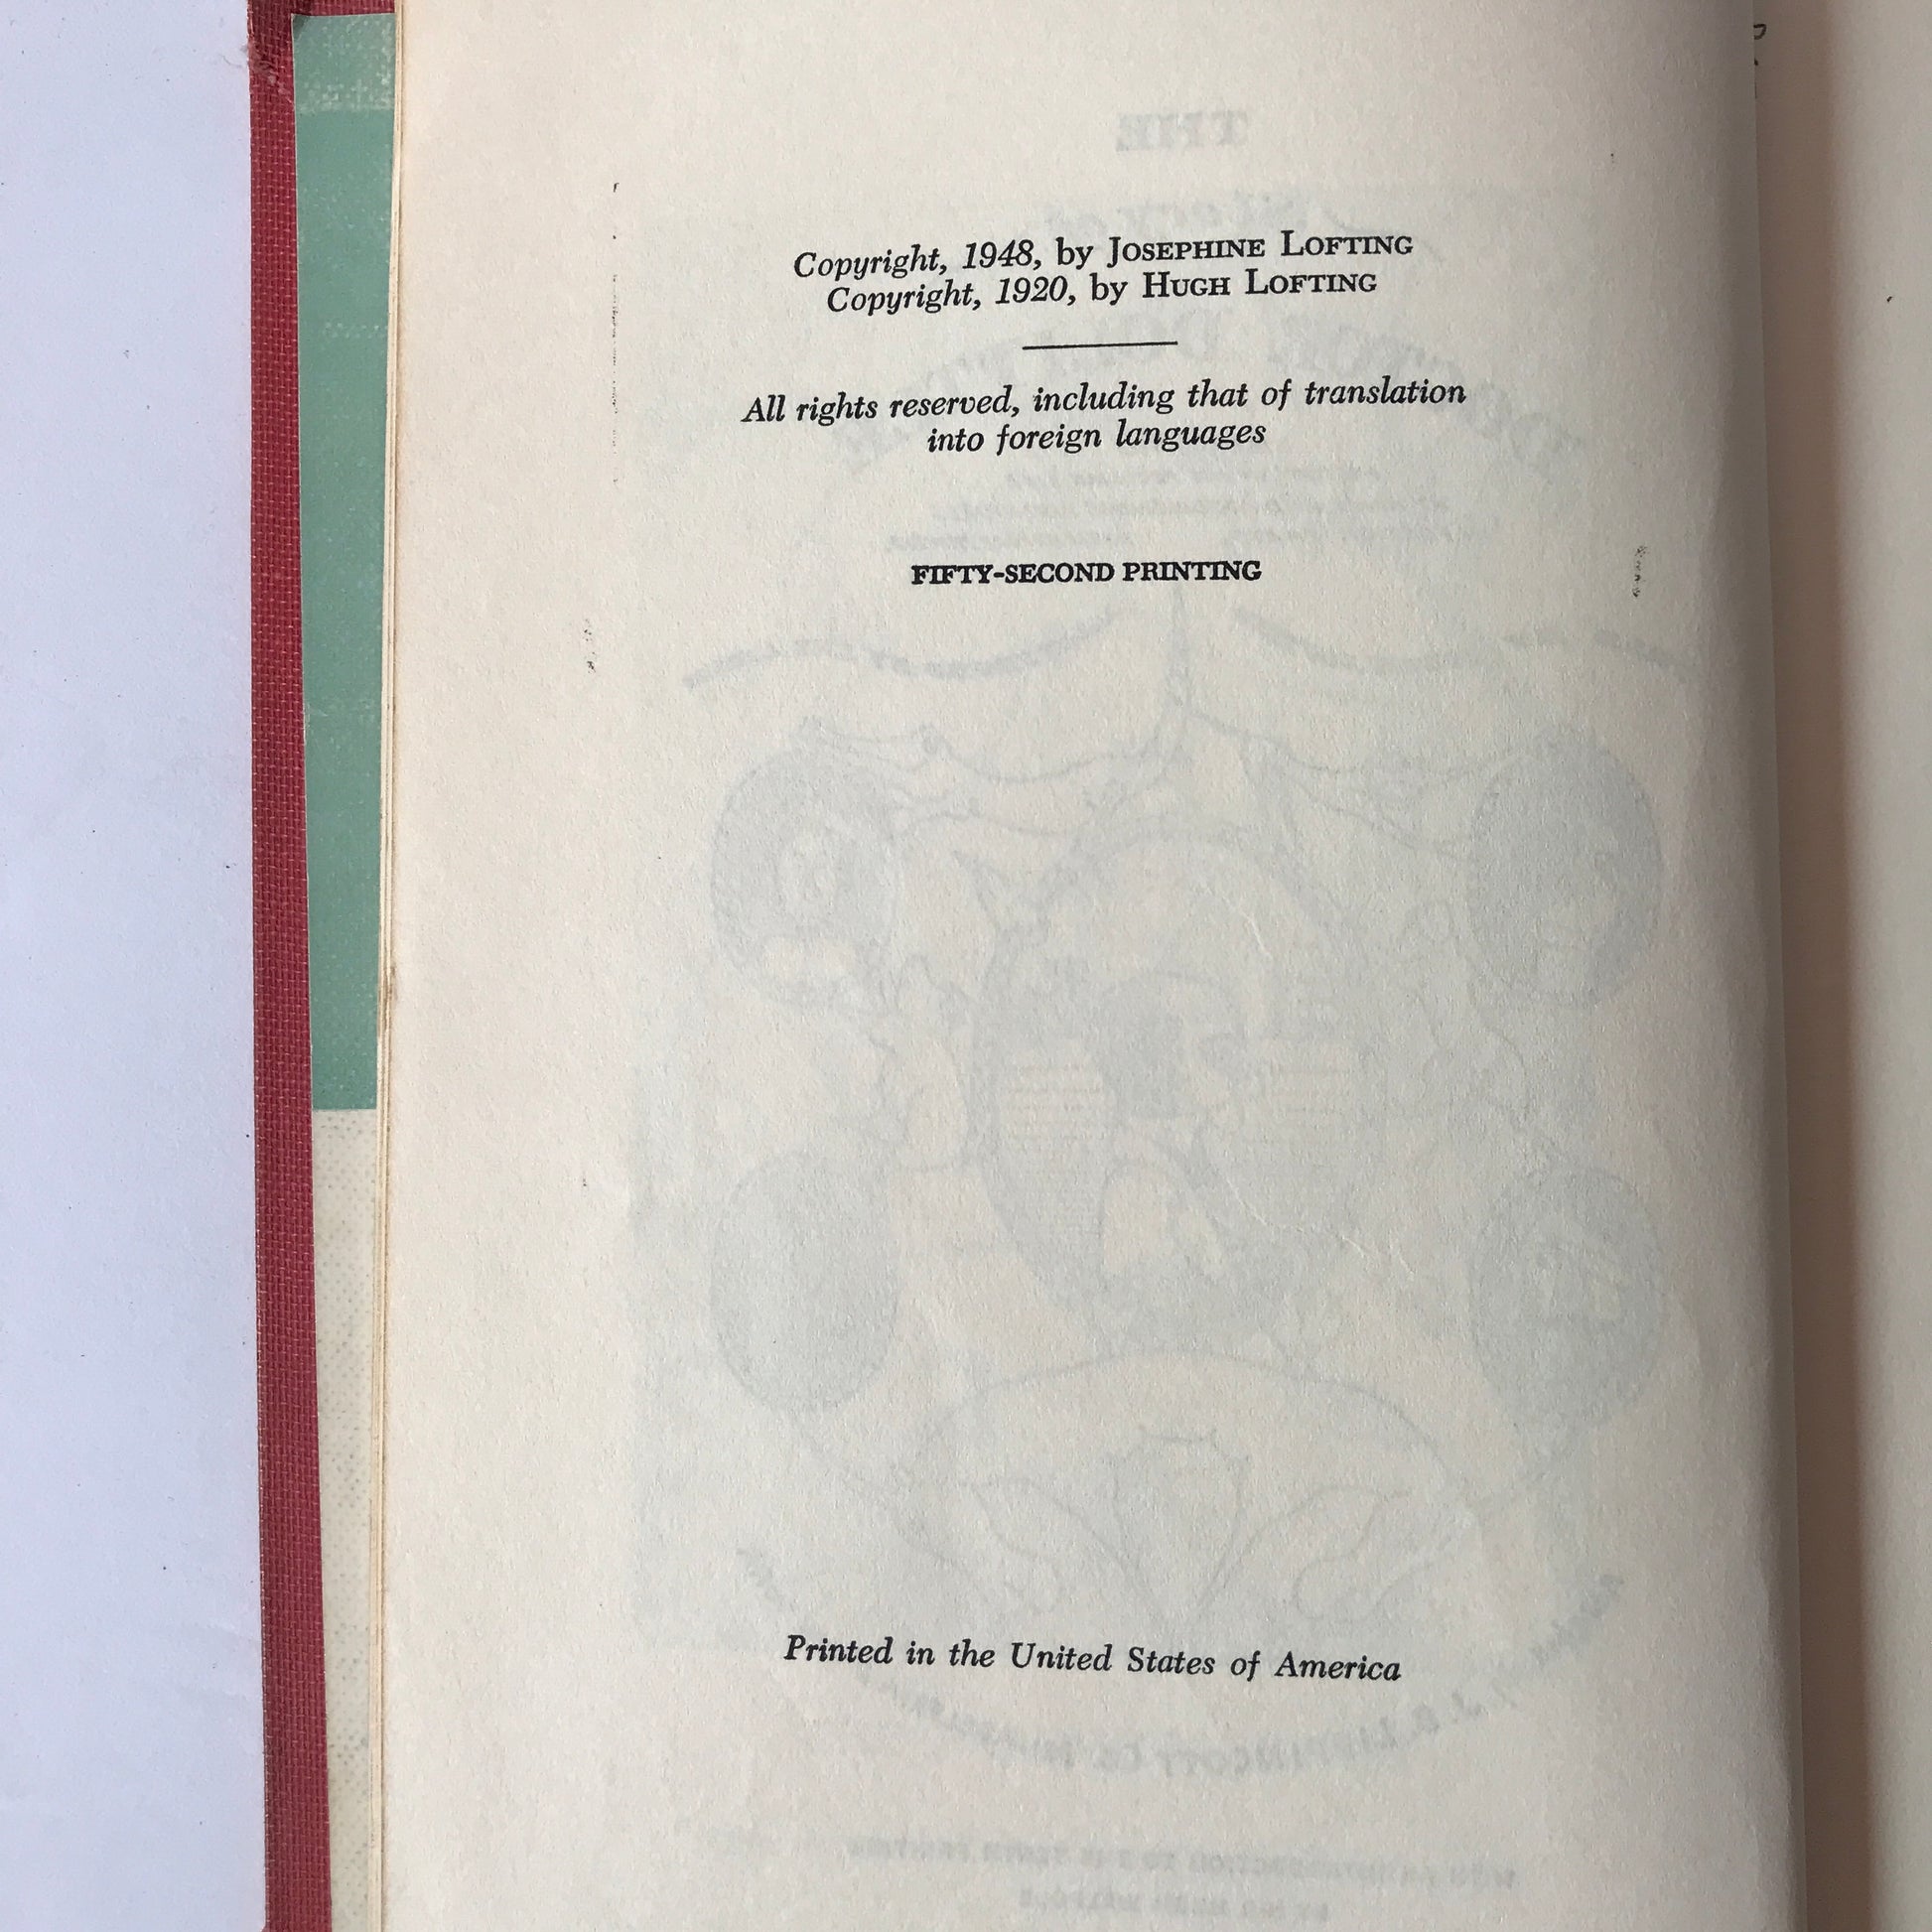 Copyright, 1948, by JOSEPHINE LOFTING
Copyright, 1920, by HUGH LOFTING
All rights reserved, including that of translation
into foreign languages
FIFTY-SECOND PRINTING
Printed in the United States of America